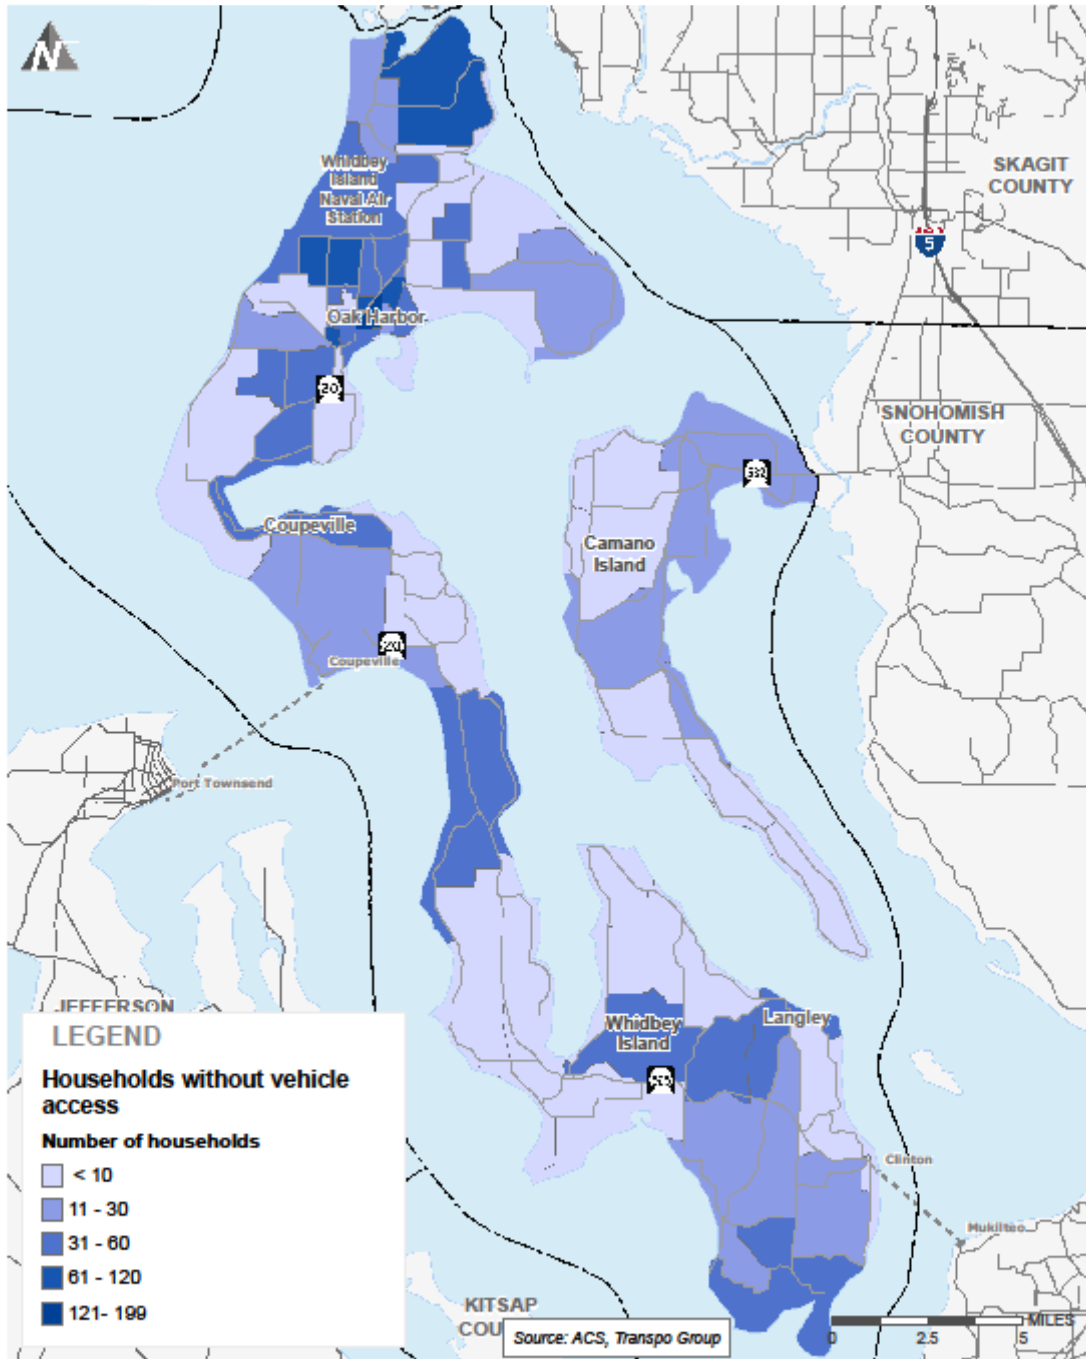 N
Whidbey
Island
Naval Air
Station
SKAGIT
COUNTY
5
Oak Harbor
20
SNOHOMISH
COUNTY
532
Coupeville
Camano
Island
20
Coupeville
Port Townsend
JEFFERSON
Whidbey
Island
Langley
525
Clinton
Mukilteo
KITSAP
COU
LEGEND
Households without vehicle
access
Number of households
< 10
11 - 30
31 - 60
61 - 120
121- 199
Source: ACS, Transpo Group
MILES
0 2.5 5